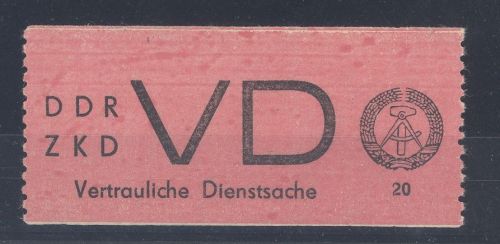 DDR
ZKD
VD
Vertrauliche Dienstsache
20